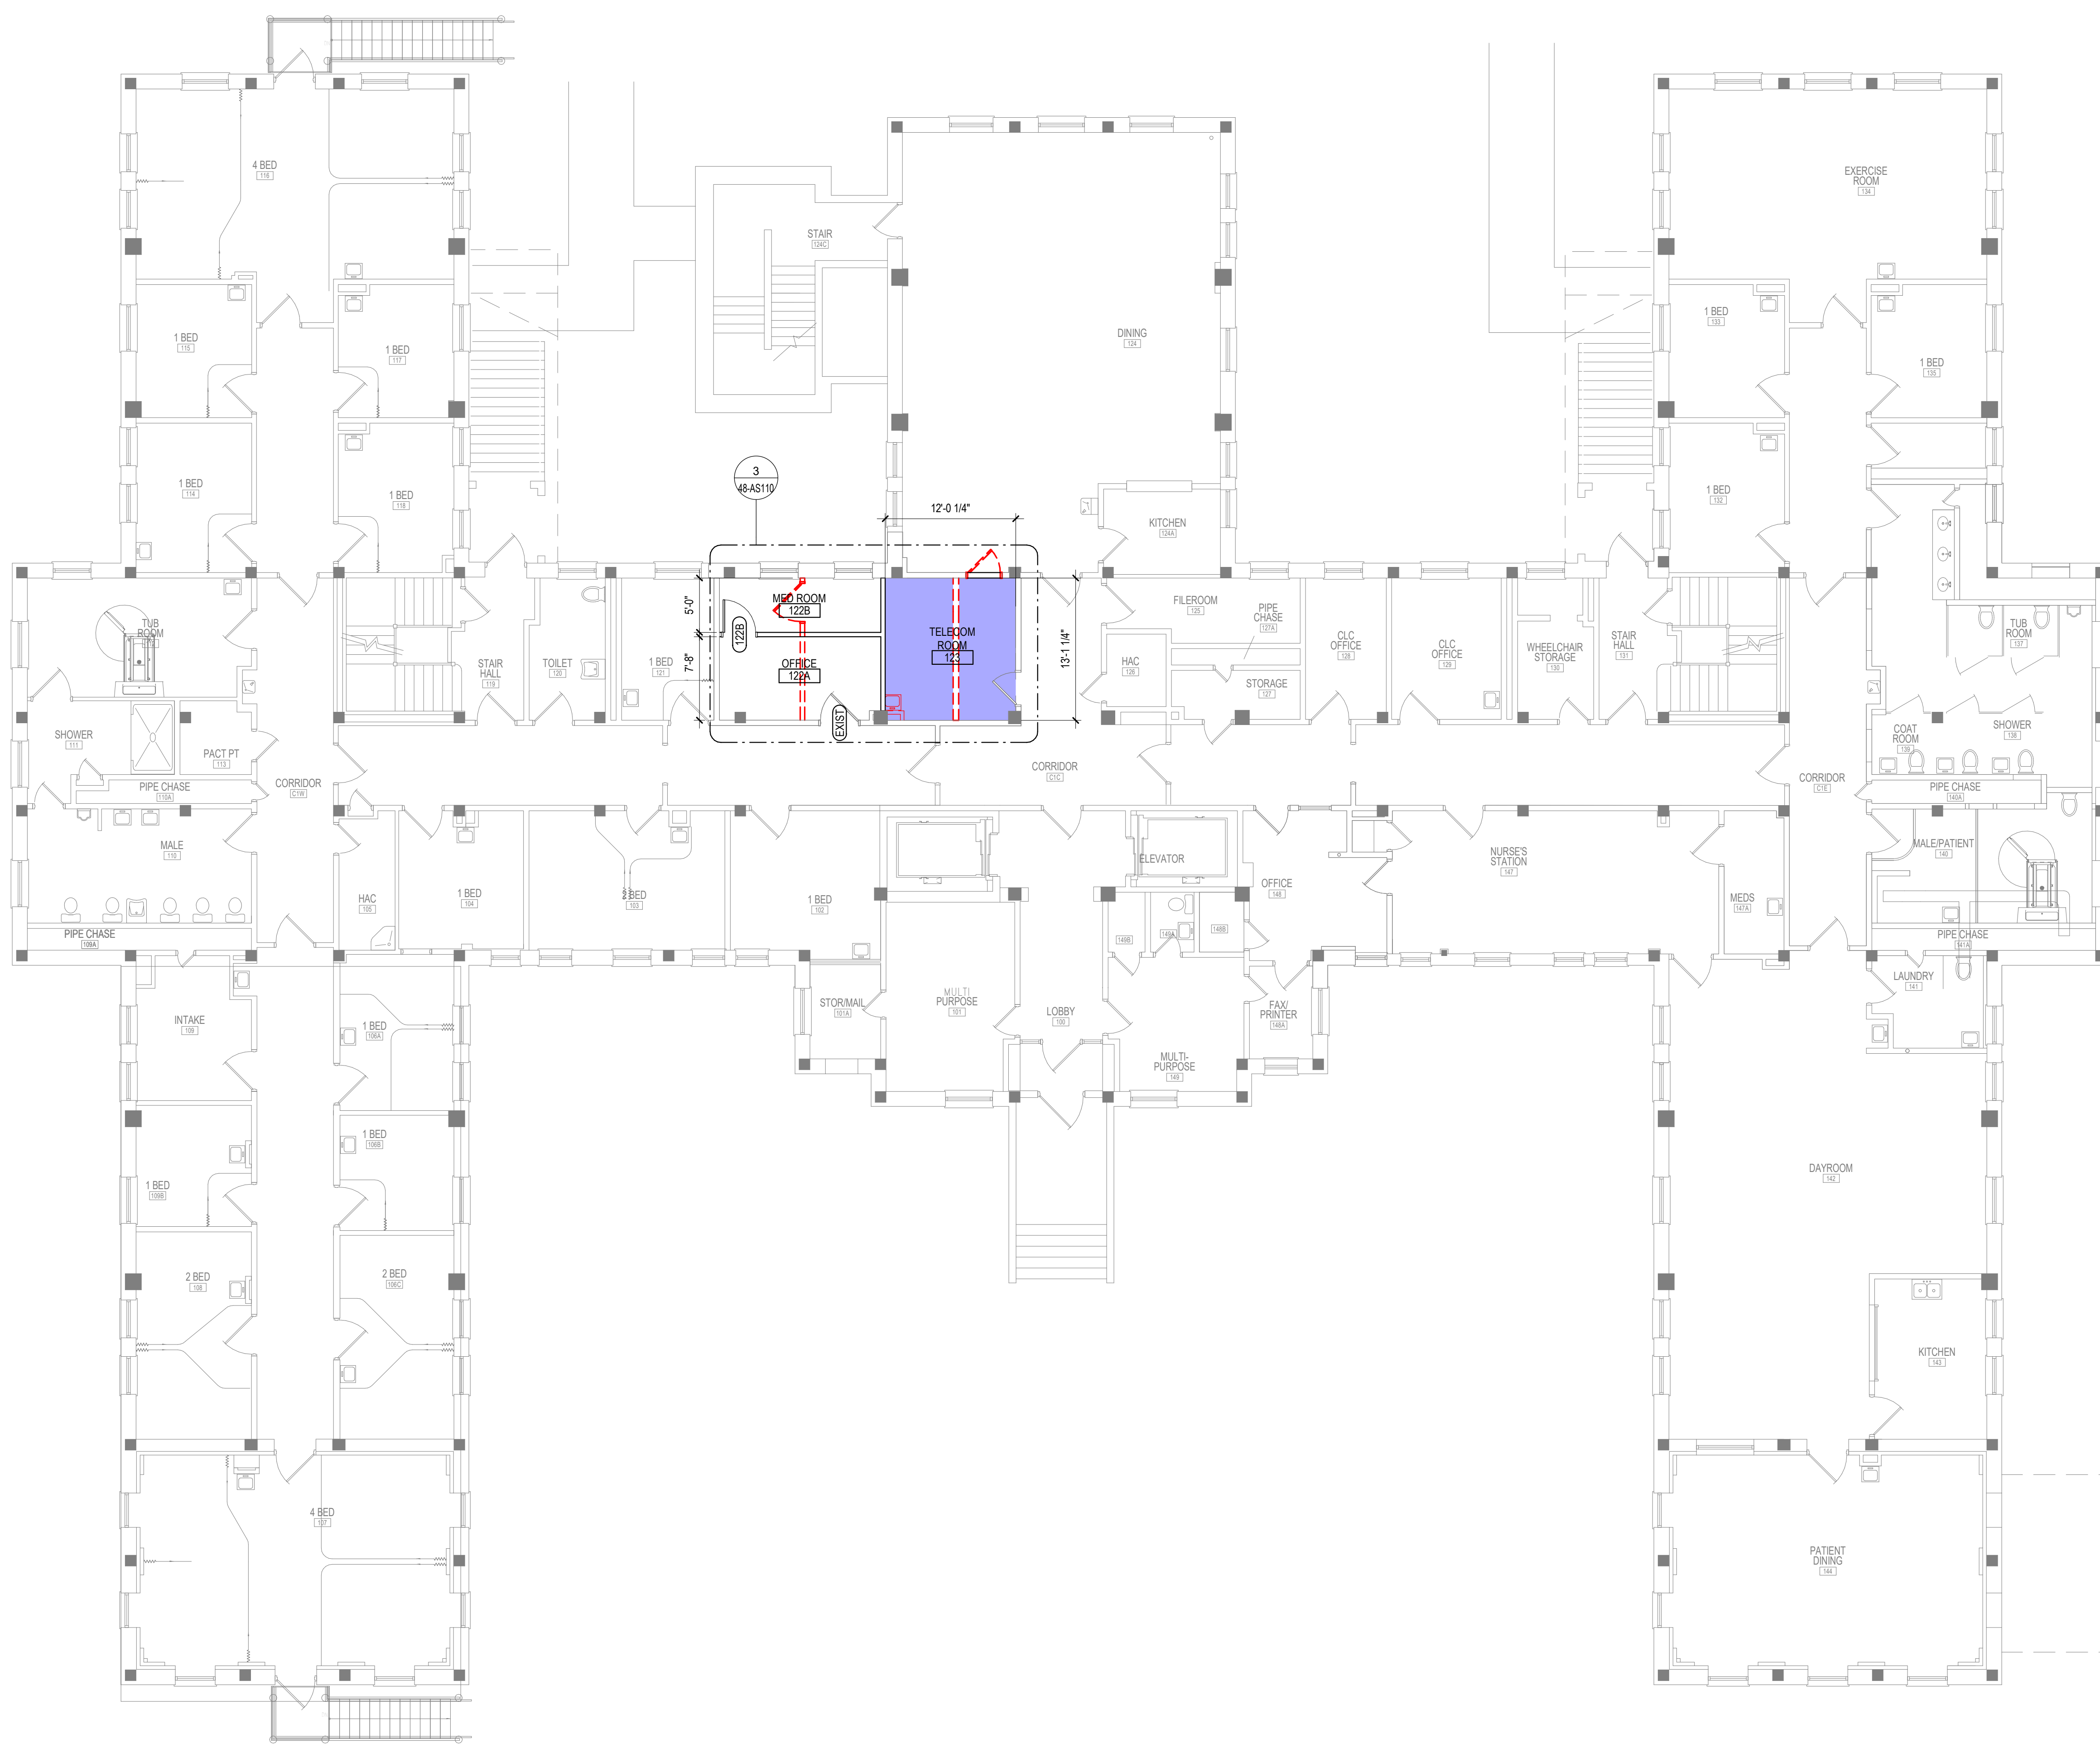 4 BED
116
EXERCISE
ROOM
134
STAIR
124C
1 BED
115
1 BED
117
DINING
124
1 BED
133
1 BED
135
3
48-AS110
1 BED
114
1 BED
118
12'-0 1/4"
KITCHEN
124A
1 BED
132
TUB
ROOM
5'-0"
MED ROOM
122B
122B
TELECOM
ROOM
123
FILEROOM
125
PIPE
CHASE
127A
TUB
ROOM
137
STAIR
HALL
119
TOILET
120
1 BED
121
7'-8"
OFFICE
122A
EXIST
13'-1 1/4"
HAC
126
STORAGE
127
CLC
OFFICE
128
CLC
OFFICE
129
WHEELCHAIR
STORAGE
130
STAIR
HALL
131
SHOWER
111
PACT PT
113
COAT
ROOM
139
SHOWER
138
PIPE CHASE
110A
CORRIDOR
C1W
CORRIDOR
C1C
CORRIDOR
C1E
PIPE CHASE
140A
MALE
110
ELEVATOR
NURSE'S
STATION
147
MALE/PATIENT
140
HAC
105
1 BED
104
2 BED
103
1 BED
102
OFFICE
148
MEDS
147A
PIPE CHASE
109A
149B
149A
148B
PIPE CHASE
141A
LAUNDRY
141
INTAKE
109
1 BED
106A
STOR/MAIL
101A
MULTI
PURPOSE
101
LOBBY
100
FAX/
PRINTER
148A
MULTI-
PURPOSE
149
1 BED
109B
1 BED
106B
DAYROOM
142
2 BED
108
2 BED
106C
KITCHEN
143
4 BED
107
PATIENT
DINING
144